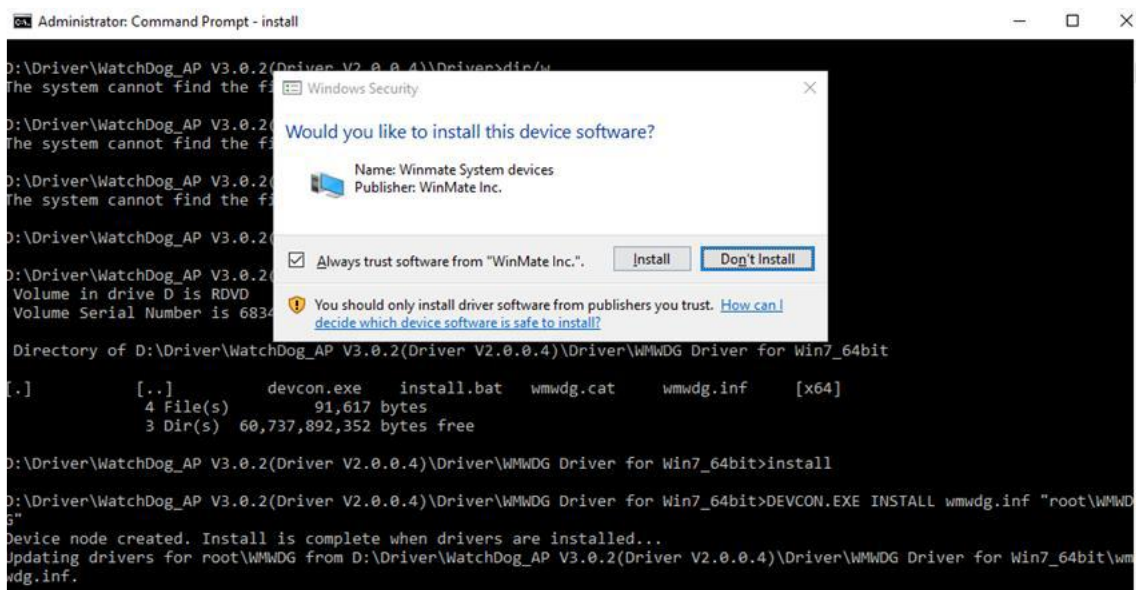 Administrator: Command Prompt - install
D:\Driver\WatchDog_AP V3.0.2(Driver V2.0.0.4)\\Driver>dir/w
The system cannot find the fi
D:\Driver\WatchDog_AP V3.0.2(
The system cannot find the fi
D:\Driver\WatchDog_AP V3.0.2(
The system cannot find the fi
D:\Driver\WatchDog_AP V3.0.2(
D:\Driver\WatchDog_AP V3.0.2(
Volume in drive D is RDVD
Volume Serial Number is 6834
Windows Security
Would you like to install this device software?
Name: Winmate System devices
Publisher: WinMate Inc.
Always trust software from "WinMate Inc.". Install Don't Install
You should only install driver software from publishers you trust. How can I
decide which device software is safe to install?
Directory of D:\Driver\WatchDog_AP V3.0.2(Driver V2.0.0.4)\Driver\WMWDG Driver for Win7_64bit
[.] [..] devcon.exe install.bat wmwdg.cat wmwdg.inf [x64]
4 File(s) 91,617 bytes
3 Dir(s) 60,737,892,352 bytes free
D:\Driver\WatchDog_AP V3.0.2(Driver V2.0.0.4)\Driver\WMWDG Driver for Win7_64bit>install
D:\Driver\WatchDog_AP V3.0.2(Driver V2.0.0.4)\Driver\WMWDG Driver for Win7_64bit>DEVCON.EXE INSTALL wmwdg.inf "root\WMWD
G"
Device node created. Install is complete when drivers are installed...
Updating drivers for root\WMWDG from D:\Driver\WatchDog_AP V3.0.2(Driver V2.0.0.4)\Driver\WMWDG Driver for Win7_64bit\wm
wdg.inf.